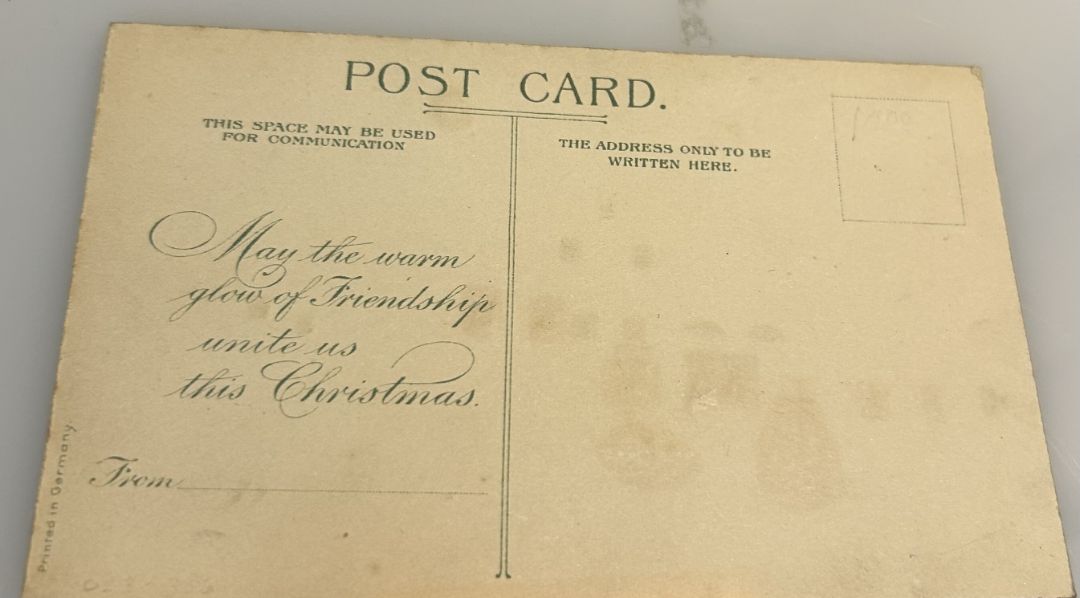 POST CARD.
THIS SPACE MAY BE USED
FOR COMMUNICATION
THE ADDRESS ONLY TO BE
WRITTEN HERE.
May the warm
glow of Friendship
unite us
this Christmas.
From
Printed in Germany.